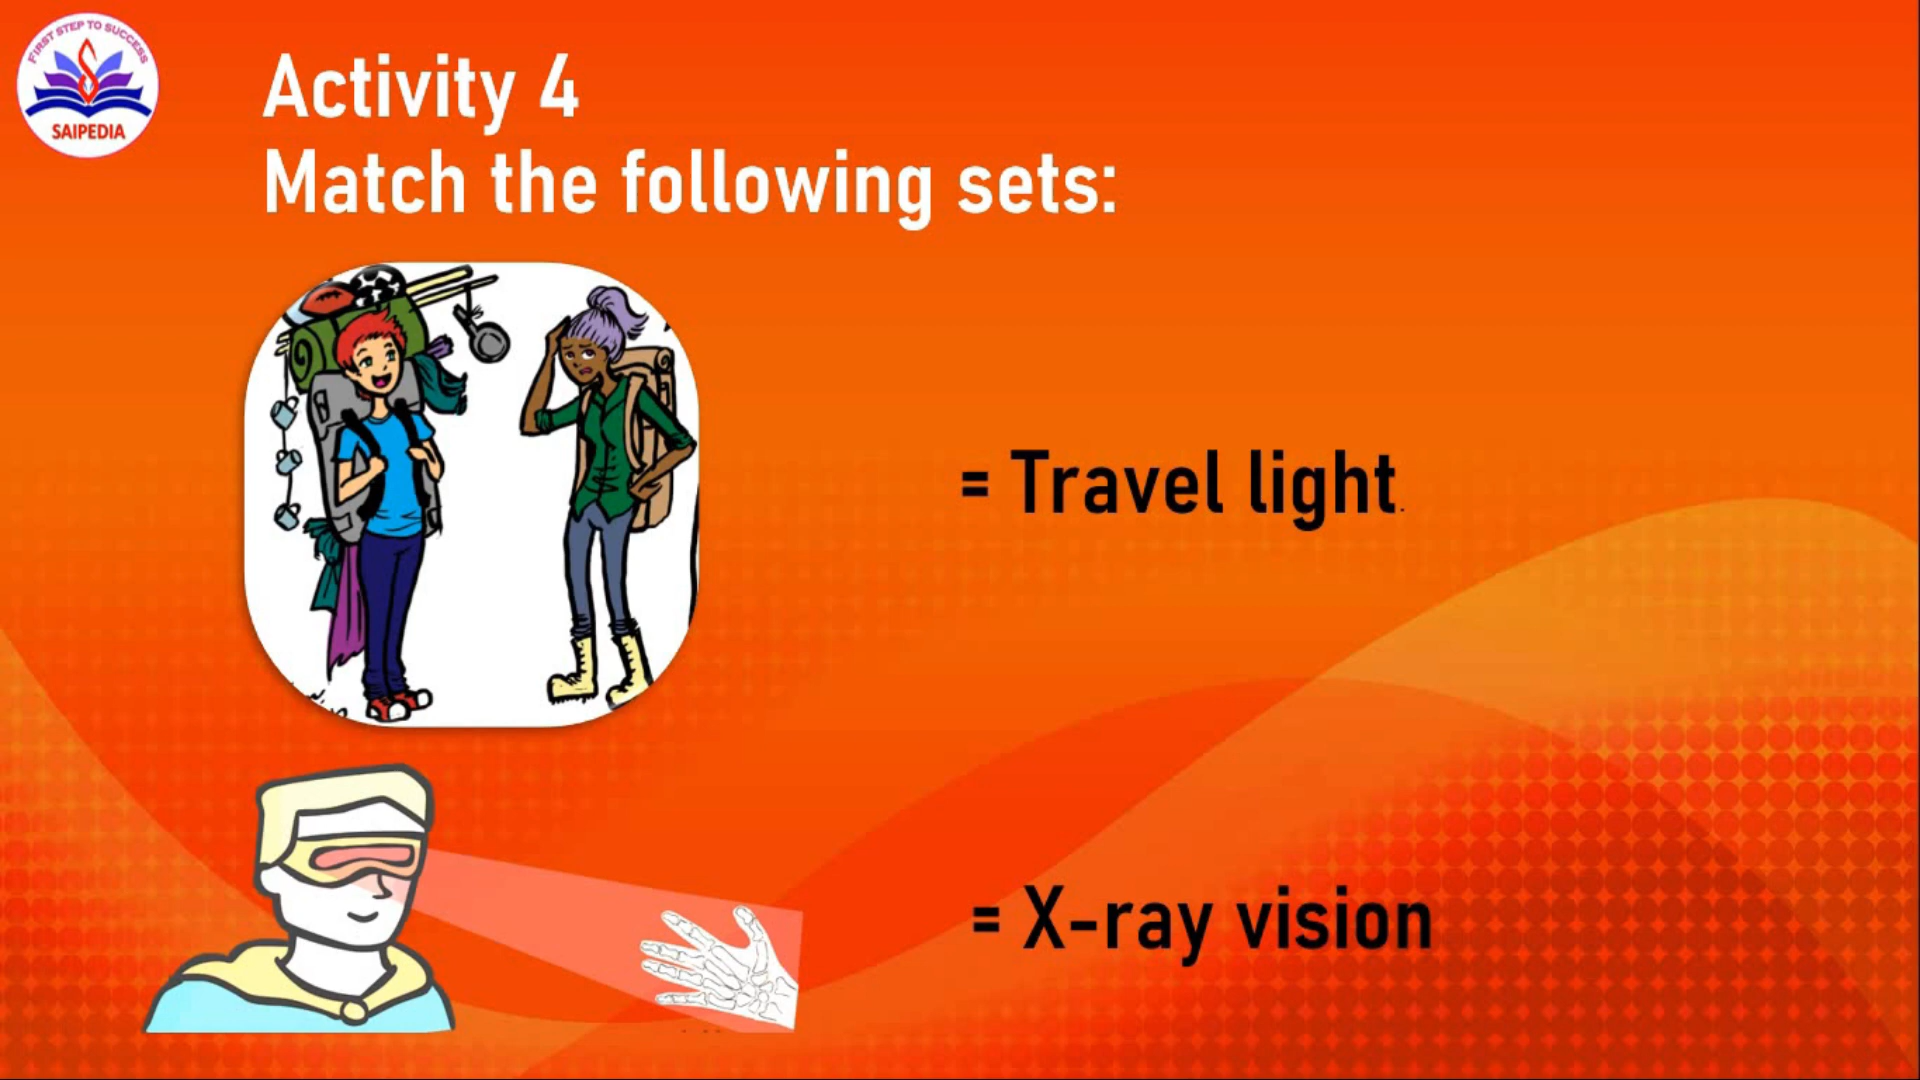 FIRST STEP TO SUCCESS
SAIPEDIA
Activity 4
Match the following sets:
= Travel light.
= X-ray vision